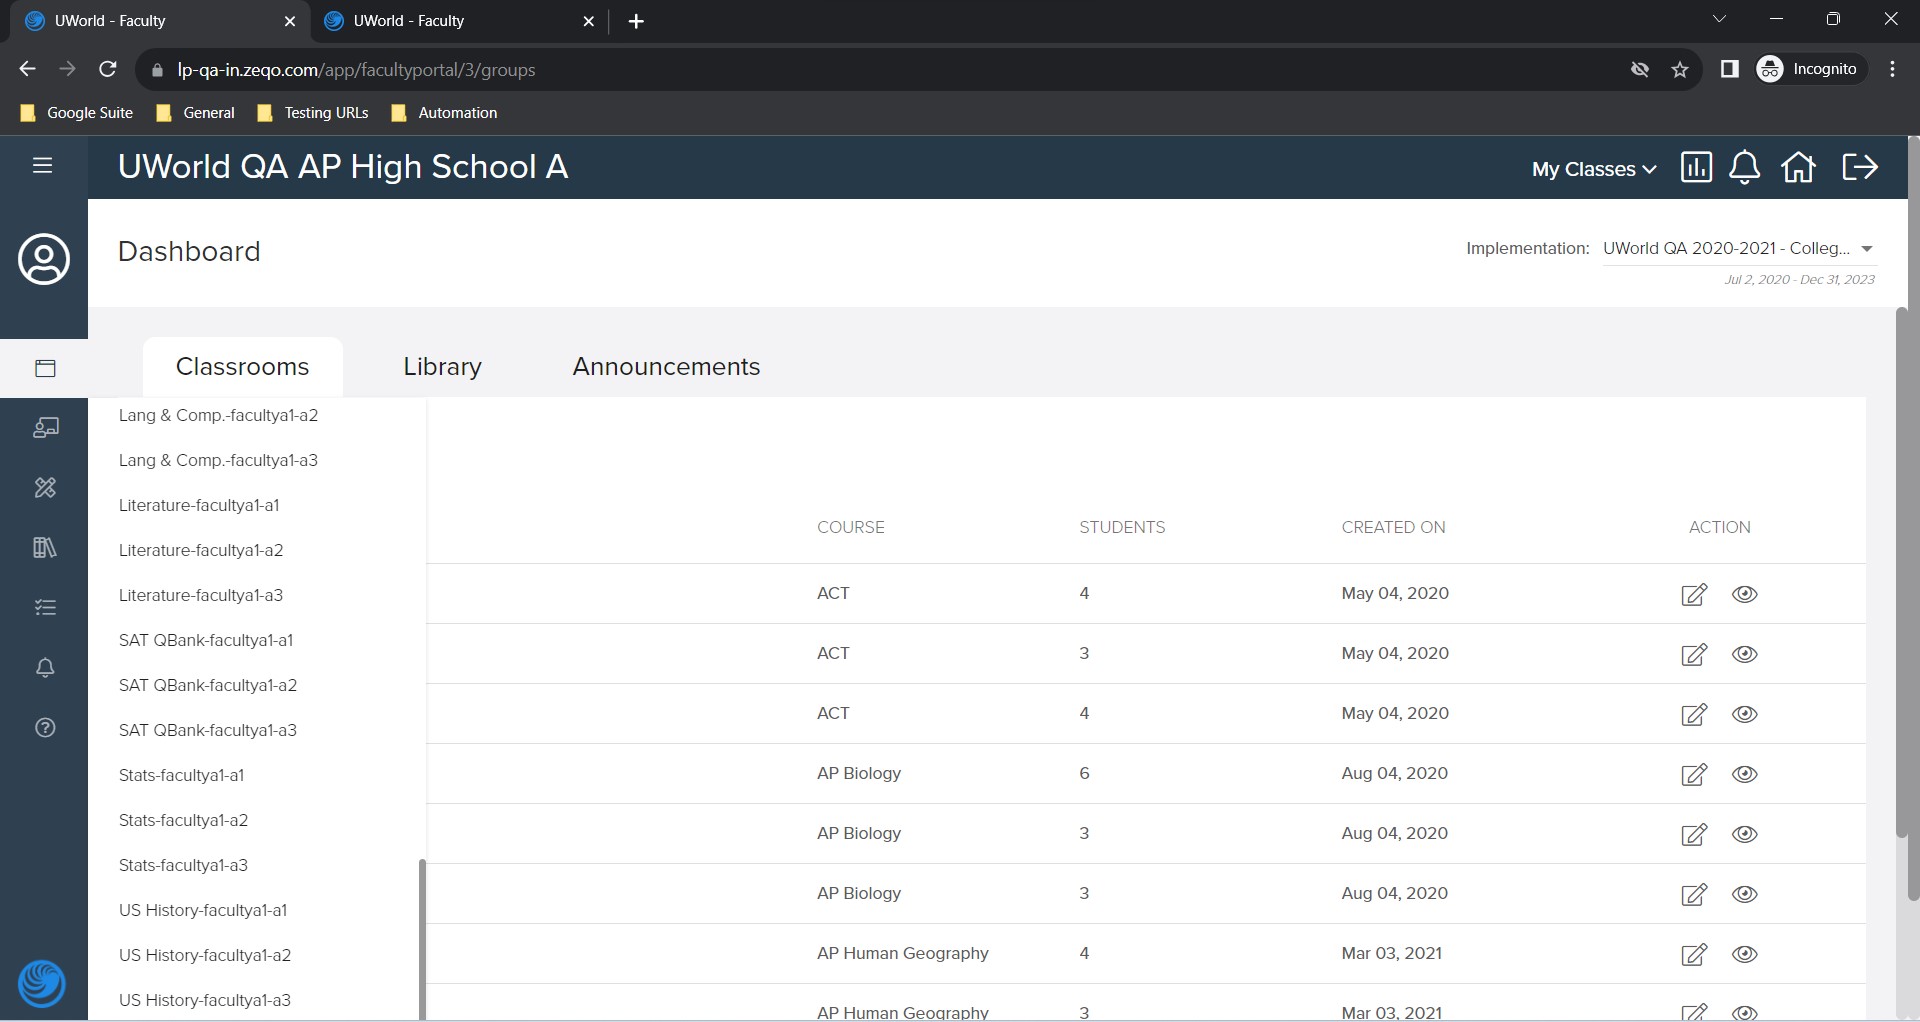 UWorld - Faculty
UWorld - Faculty
lp-qa-in.zeqo.com/app/facultyportal/3/groups
Incognito
Google Suite
General
Testing URLs
Automation
UWorld QA AP High School A
My Classes
Dashboard
Implementation: UWorld QA 2020-2021 - Colleg...
Jul 2, 2020 - Dec 31, 2023
Classrooms
Library
Announcements
Lang & Comp.-facultya1-a2
Lang & Comp.-facultya1-a3
Literature-facultya1-a1
Literature-facultya1-a2
Literature-facultya1-a3
SAT QBank-facultya1-a1
SAT QBank-facultya1-a2
SAT QBank-facultya1-a3
Stats-facultya1-a1
Stats-facultya1-a2
Stats-facultya1-a3
US History-facultya1-a1
US History-facultya1-a2
US History-facultya1-a3
COURSE STUDENTS CREATED ON ACTION
ACT 4 May 04, 2020
ACT 3 May 04, 2020
ACT 4 May 04, 2020
AP Biology 6 Aug 04, 2020
AP Biology 3 Aug 04, 2020
AP Biology 3 Aug 04, 2020
AP Human Geography 4 Mar 03, 2021
AP Human Geography 3 Mar 03, 2021